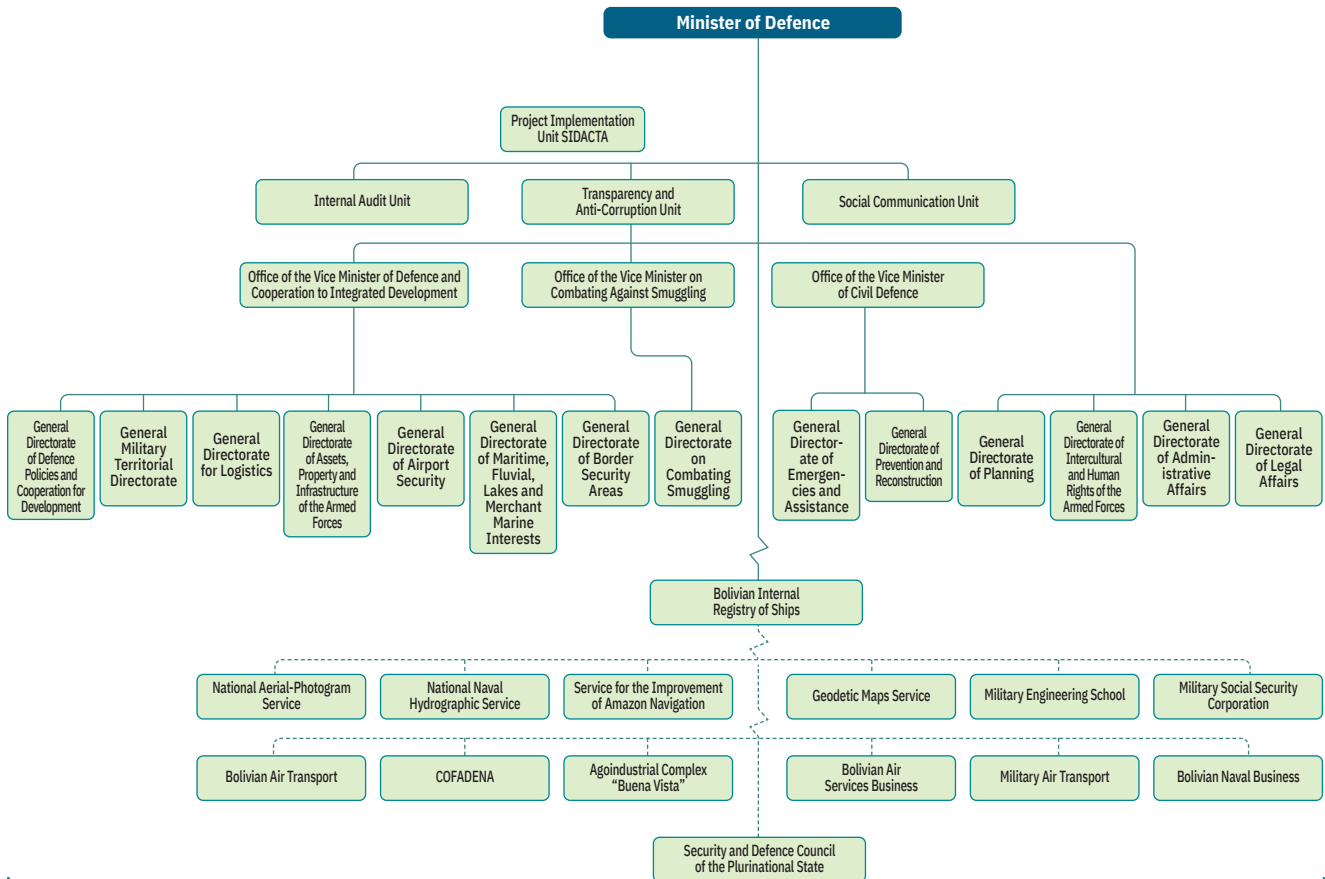 Minister of Defence
Project Implementation
Unit SIDACTA
Internal Audit Unit
Transparency and
Anti-Corruption Unit
Social Communication Unit
Office of the Vice Minister of Defence and
Cooperation to Integrated Development
Office of the Vice Minister on
Combating Against Smuggling
Office of the Vice Minister
of Civil Defence
General
Directorate
of Defence
Policies and
Cooperation for
Development
General
Military
Territorial
Directorate
General
Directorate
for Logistics
General
Directorate
of Assets,
Property and
Infrastructure
of the Armed
Forces
General
Directorate
of Airport
Security
General
Directorate
of Maritime,
Fluvial,
Lakes and
Merchant
Marine
Interests
General
Directorate
of Border
Security
Areas
General
Directorate
on
Combating
Smuggling
General
Director-
ate of
Emergen-
cies and
Assistance
General
Directorate of
Prevention and
Reconstruction
General
Directorate
of Planning
General
Directorate of
Intercultural
and Human
Rights of the
Armed Forces
General
Directorate
of Admin-
istrative
Affairs
General
Directorate
of Legal
Affairs
Bolivian Internal
Registry of Ships
National Aerial-Photogram
Service
National Naval
Hydrographic Service
Service for the Improvement
of Amazon Navigation
Geodetic Maps Service
Military Engineering School
Military Social Security
Corporation
Bolivian Air Transport
COFADENA
Agoindustrial Complex
“Buena Vista”
Bolivian Air
Services Business
Military Air Transport
Bolivian Naval Business
Security and Defence Council
of the Plurinational State